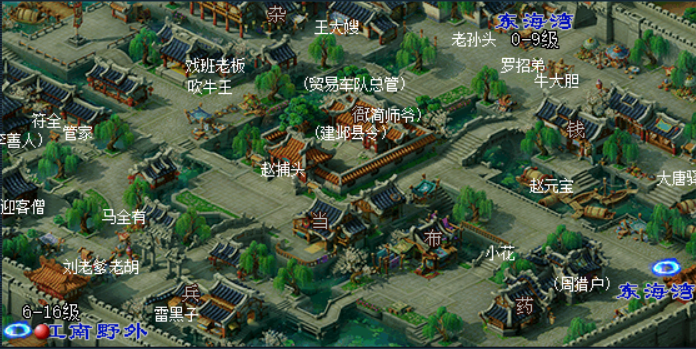 杂
王大嫂
东海湾
0-9级
老孙头
戏班老板
罗招弟
吹牛王
(贸易车队总管)
牛大胆
符全
(简师爷)
钱
李善人)
管家
(建邺县令)
赵捕头
赵元宝
大唐驿
迎客僧
马全有
当
布
小花
刘老爹
老胡
(周猎户)
东海湾
兵
药
6-16级
雷黑子
江南野外